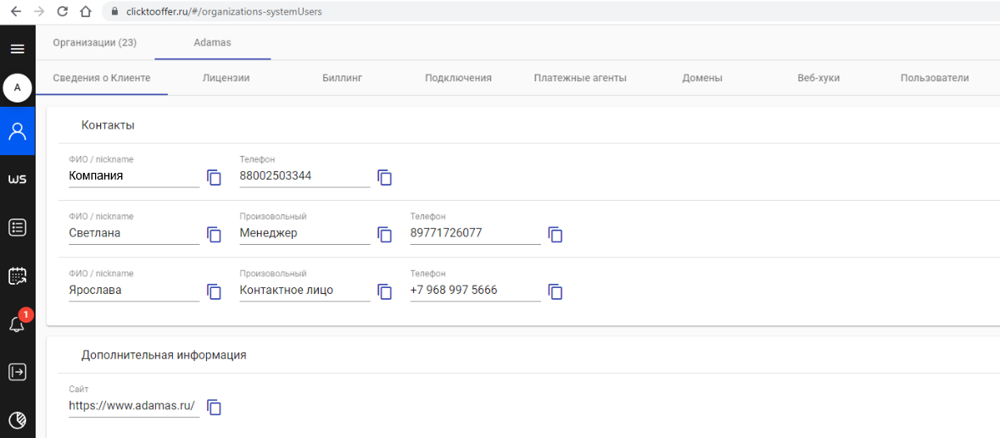 clicktooffer.ru/#/organizations-systemUsers
Организации (23) Adamas
Сведения о Клиенте Лицензии Биллинг Подключения Платежные агенты Домены Веб-хуки Пользователи
A
Контакты
ФИО / nickname Телефон
Компания 88002503344
WS
ФИО / nickname Произвольный Телефон
Светлана Менеджер 89771726077
ФИО / nickname Произвольный Телефон
Ярослава Контактное лицо +7 968 997 5666
1
Дополнительная информация
Сайт
https://www.adamas.ru/